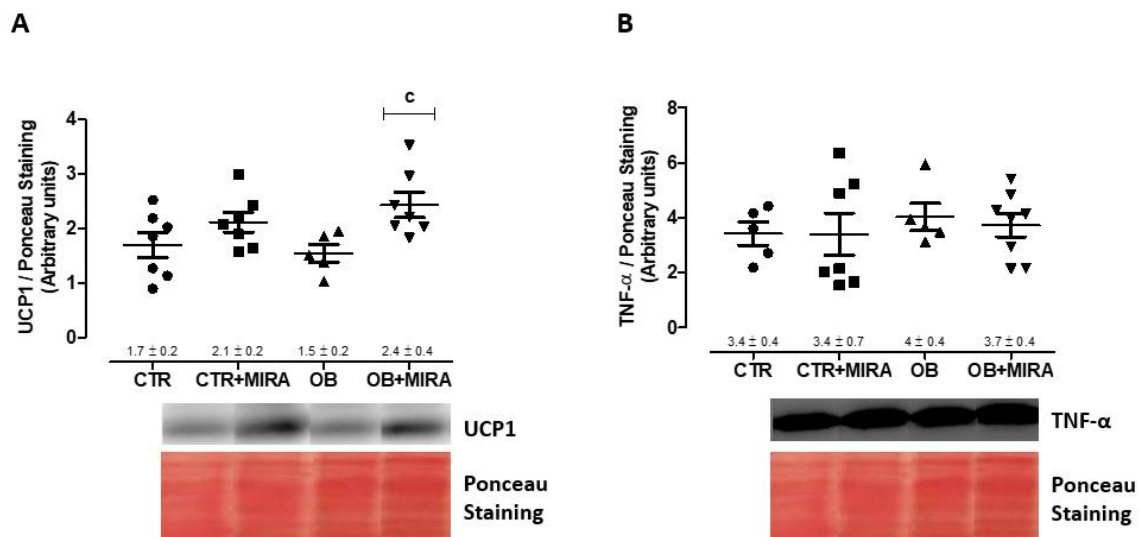 A
UCP1 / Ponceau Staining
(Arbitrary units)
4
3
2
1
0
c
1.7 ± 0.2
2.1 ± 0.2
1.5 ± 0.2
2.4 ± 0.4
CTR
CTR+MIRA
OB
OB+MIRA
UCP1
Ponceau
Staining
B
TNF-α / Ponceau Staining
(Arbitrary units)
8
6
4
2
0
3.4 ± 0.4
3.4 ± 0.7
4 ± 0.4
3.7 ± 0.4
CTR
CTR+MIRA
OB
OB+MIRA
TNF-α
Ponceau
Staining